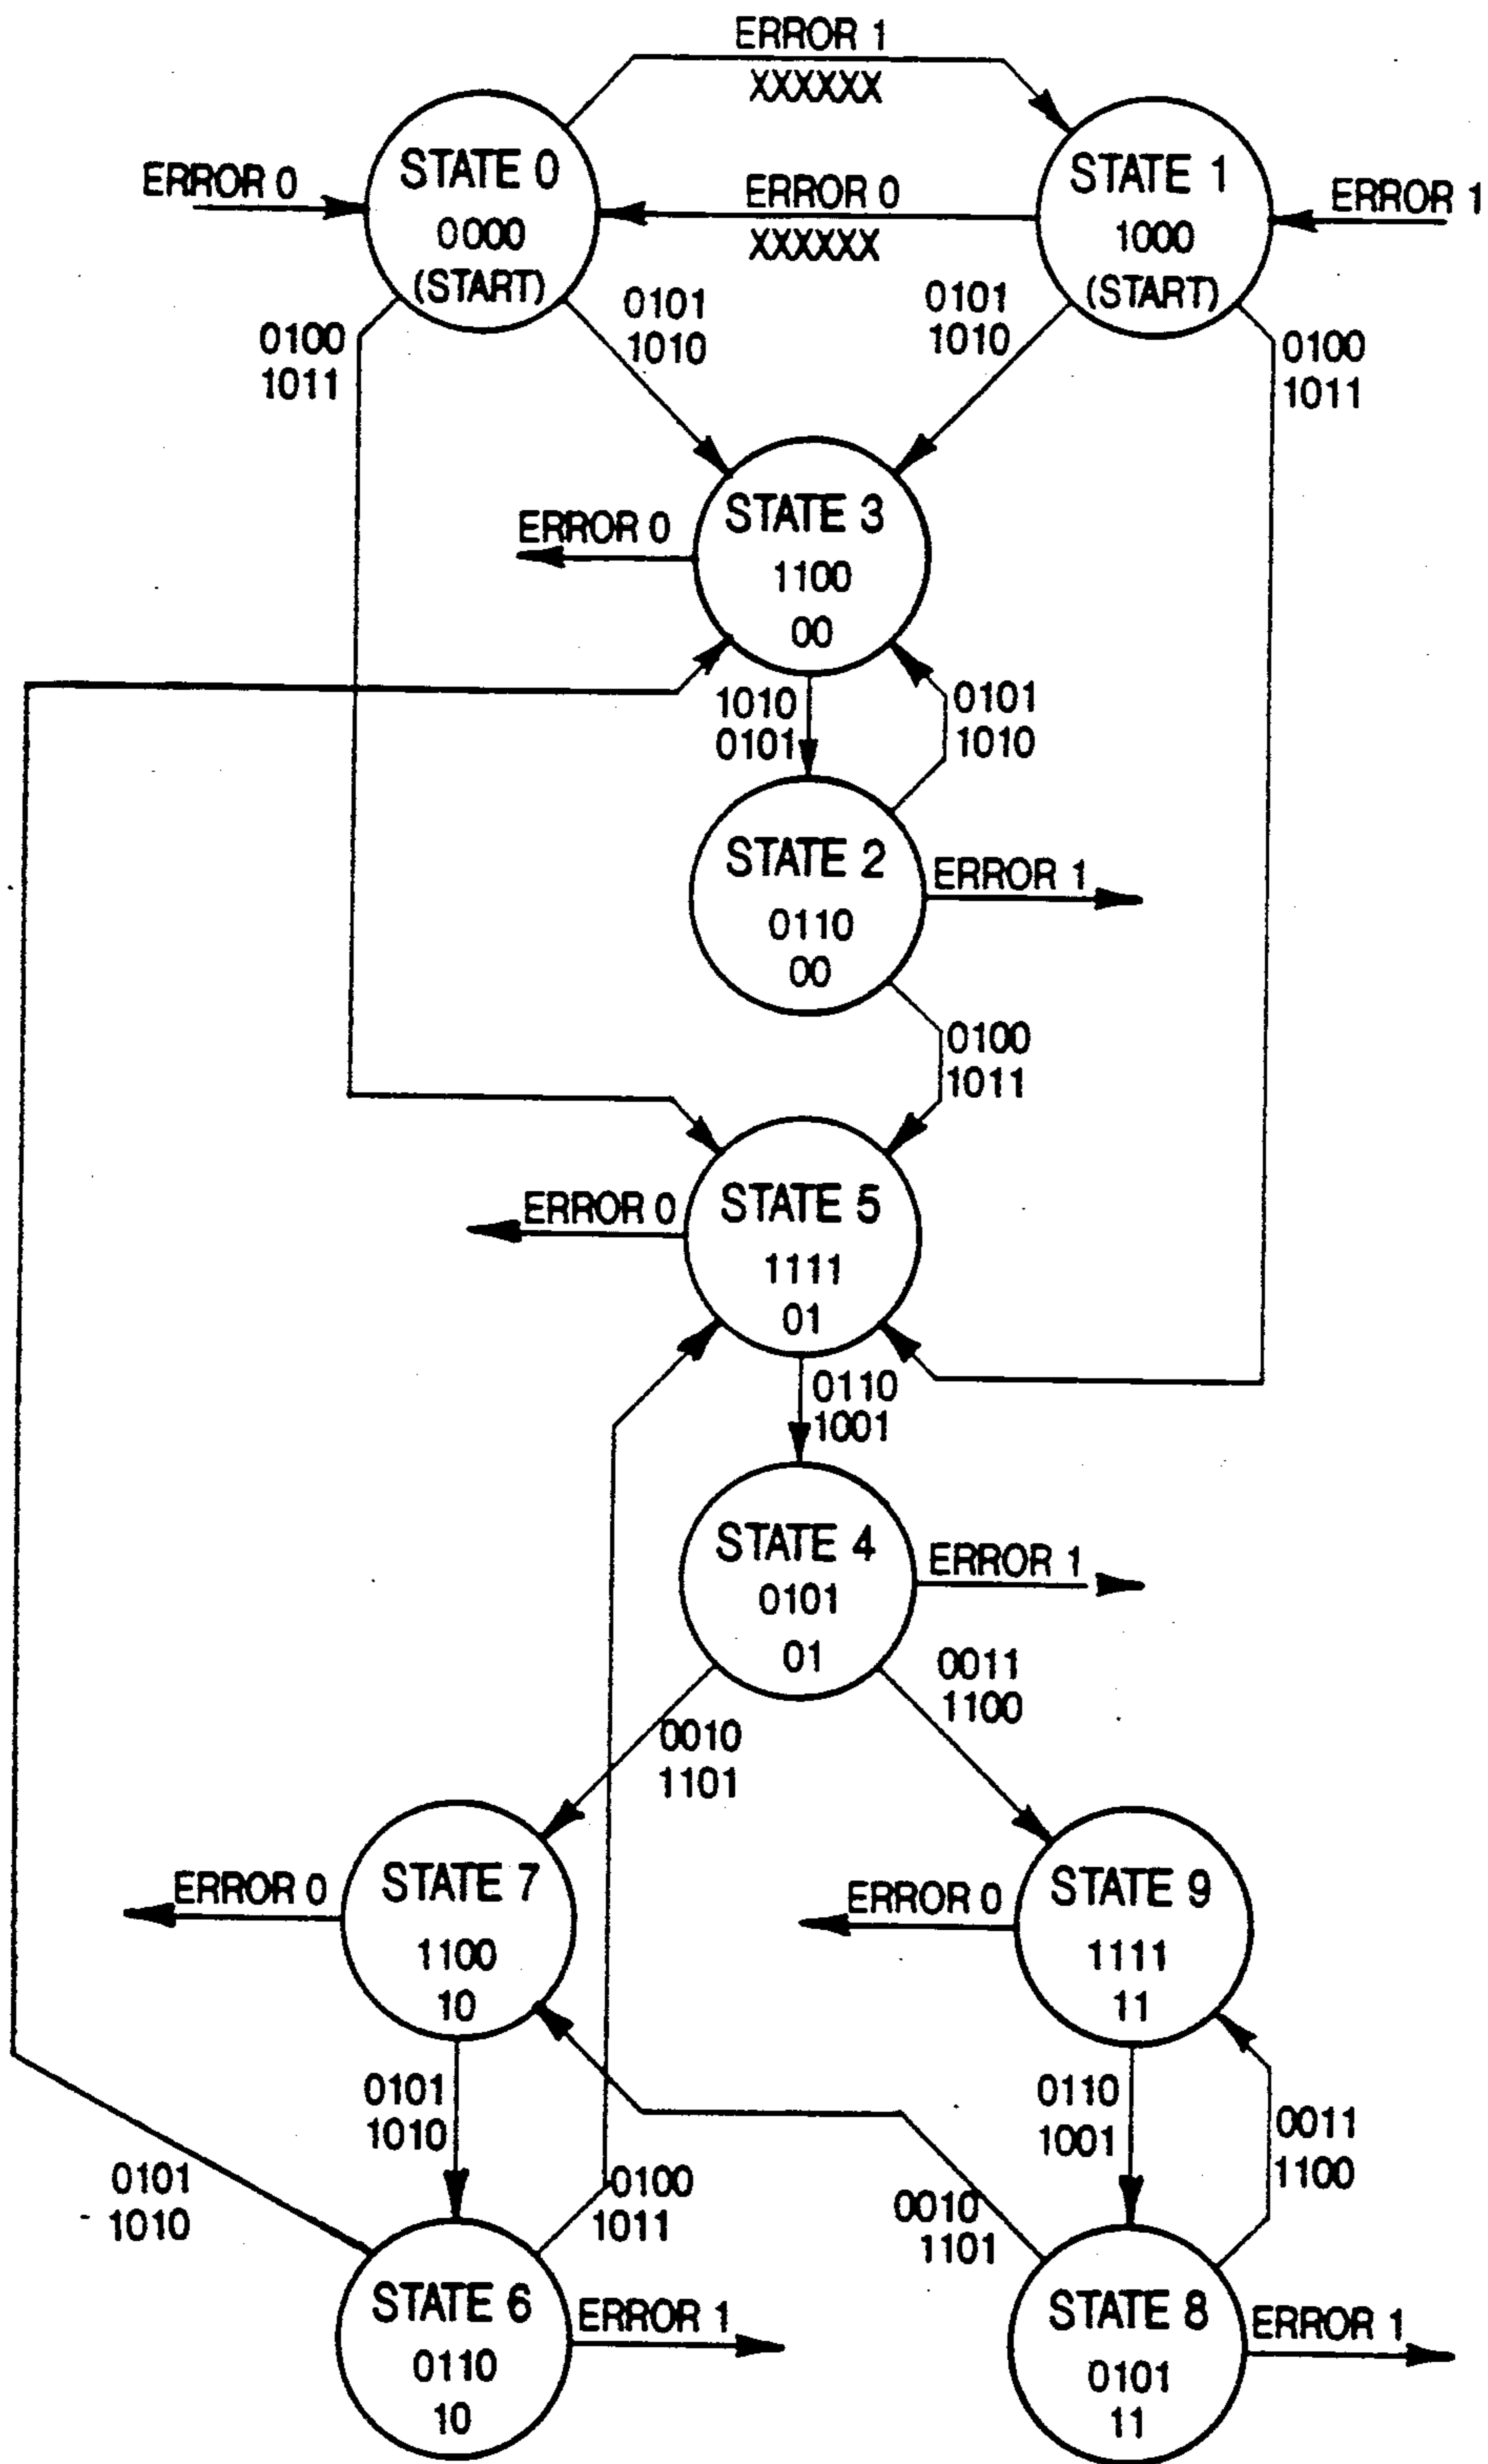 ERROR 1
XXXXXX
STATE 0
0000
(START)
ERROR 0
ERROR 0
XXXXXX
STATE 1
1000
(START)
ERROR 1
0100
1011
0101
1010
0101
1010
0100
1011
STATE 3
1100
00
ERROR 0
1010
0101
0101
1010
STATE 2
0110
00
ERROR 1
0100
1011
STATE 5
1111
01
ERROR 0
0110
1001
STATE 4
0101
01
ERROR 1
0010
1101
0011
1100
STATE 7
1100
10
ERROR 0
STATE 9
1111
11
ERROR 0
0101
1010
0101
1010
0100
1011
0110
1001
0011
1100
0010
1101
STATE 6
0110
10
ERROR 1
STATE 8
0101
11
ERROR 1